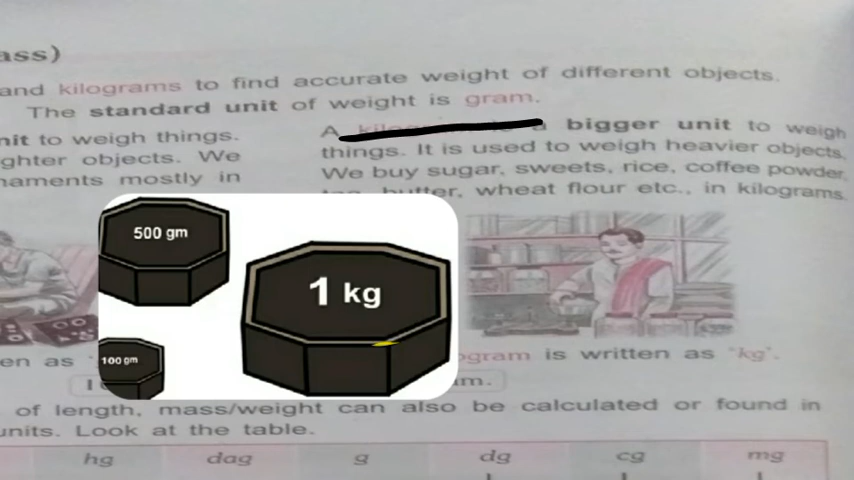 ass)
and kilograms to find accurate weight of different objects.
The standard unit of weight is gram.
nit to weigh things.
ghter objects. We
naments mostly in
A bigger unit to weigh
things. It is used to weigh heavier objects.
We buy sugar, sweets, rice, coffee powder,
butter, wheat flour etc., in kilograms.
500 gm
1 kg
100 gm
en as
ogram is written as 'kg'.
of length, mass/weight can also be calculated or found in
units. Look at the table.
hg dag g dg cg mg